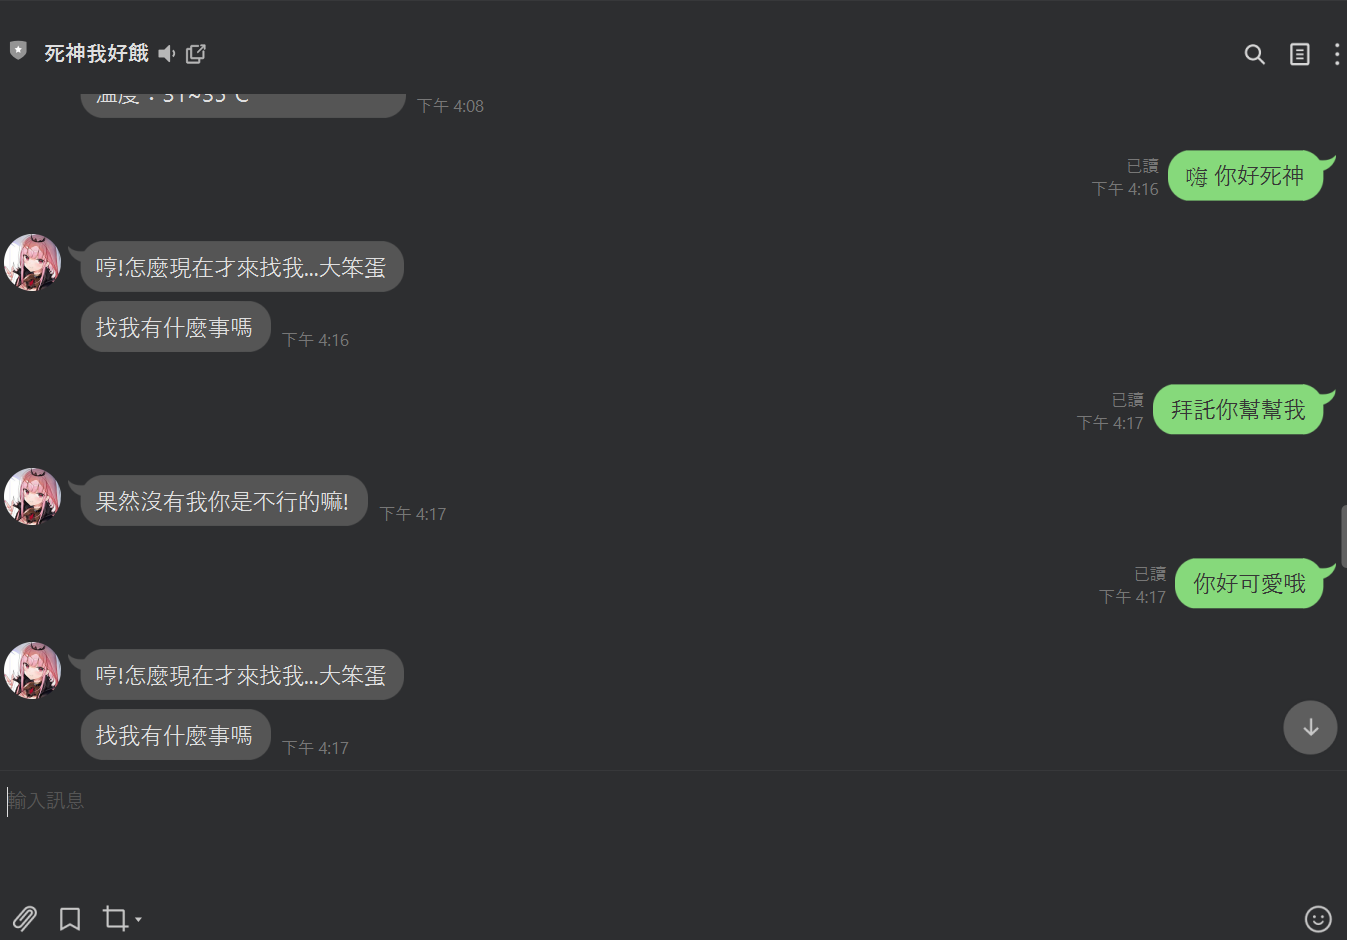 死神我好餓
溫度：31~35°C
下午 4:08
已讀
下午 4:16
嗨 你好死神
哼!怎麼現在才來找我...大笨蛋
找我有什麼事嗎
下午 4:16
已讀
下午 4:17
拜託你幫幫我
果然沒有我你是不行的嘛!
下午 4:17
已讀
下午 4:17
你好可愛哦
哼!怎麼現在才來找我...大笨蛋
找我有什麼事嗎
下午 4:17
輸入訊息